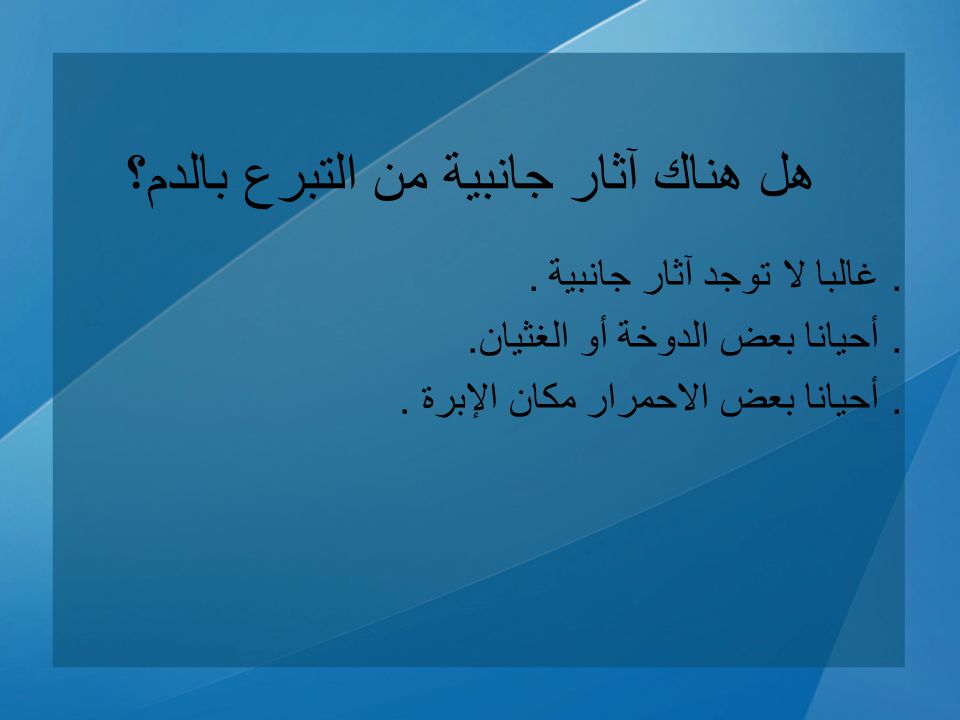 هل هناك آثار جانبية من التبرع بالدم؟
. غالبا لا توجد آثار جانبية .
. أحيانا بعض الدوخة أو الغثيان.
. أحيانا بعض الاحمرار مكان الإبرة .